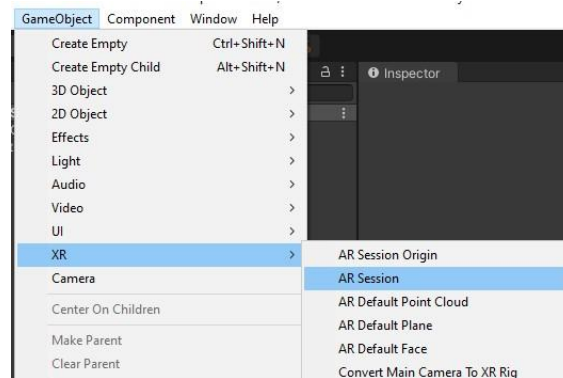 GameObject Component Window Help
Create Empty Ctrl+Shift+N
Create Empty Child Alt+Shift+N
3D Object
2D Object
Effects
Light
Audio
Video
UI
XR
Camera
Center On Children
Make Parent
Clear Parent
Inspector
AR Session Origin
AR Session
AR Default Point Cloud
AR Default Plane
AR Default Face
Convert Main Camera To XR Rig